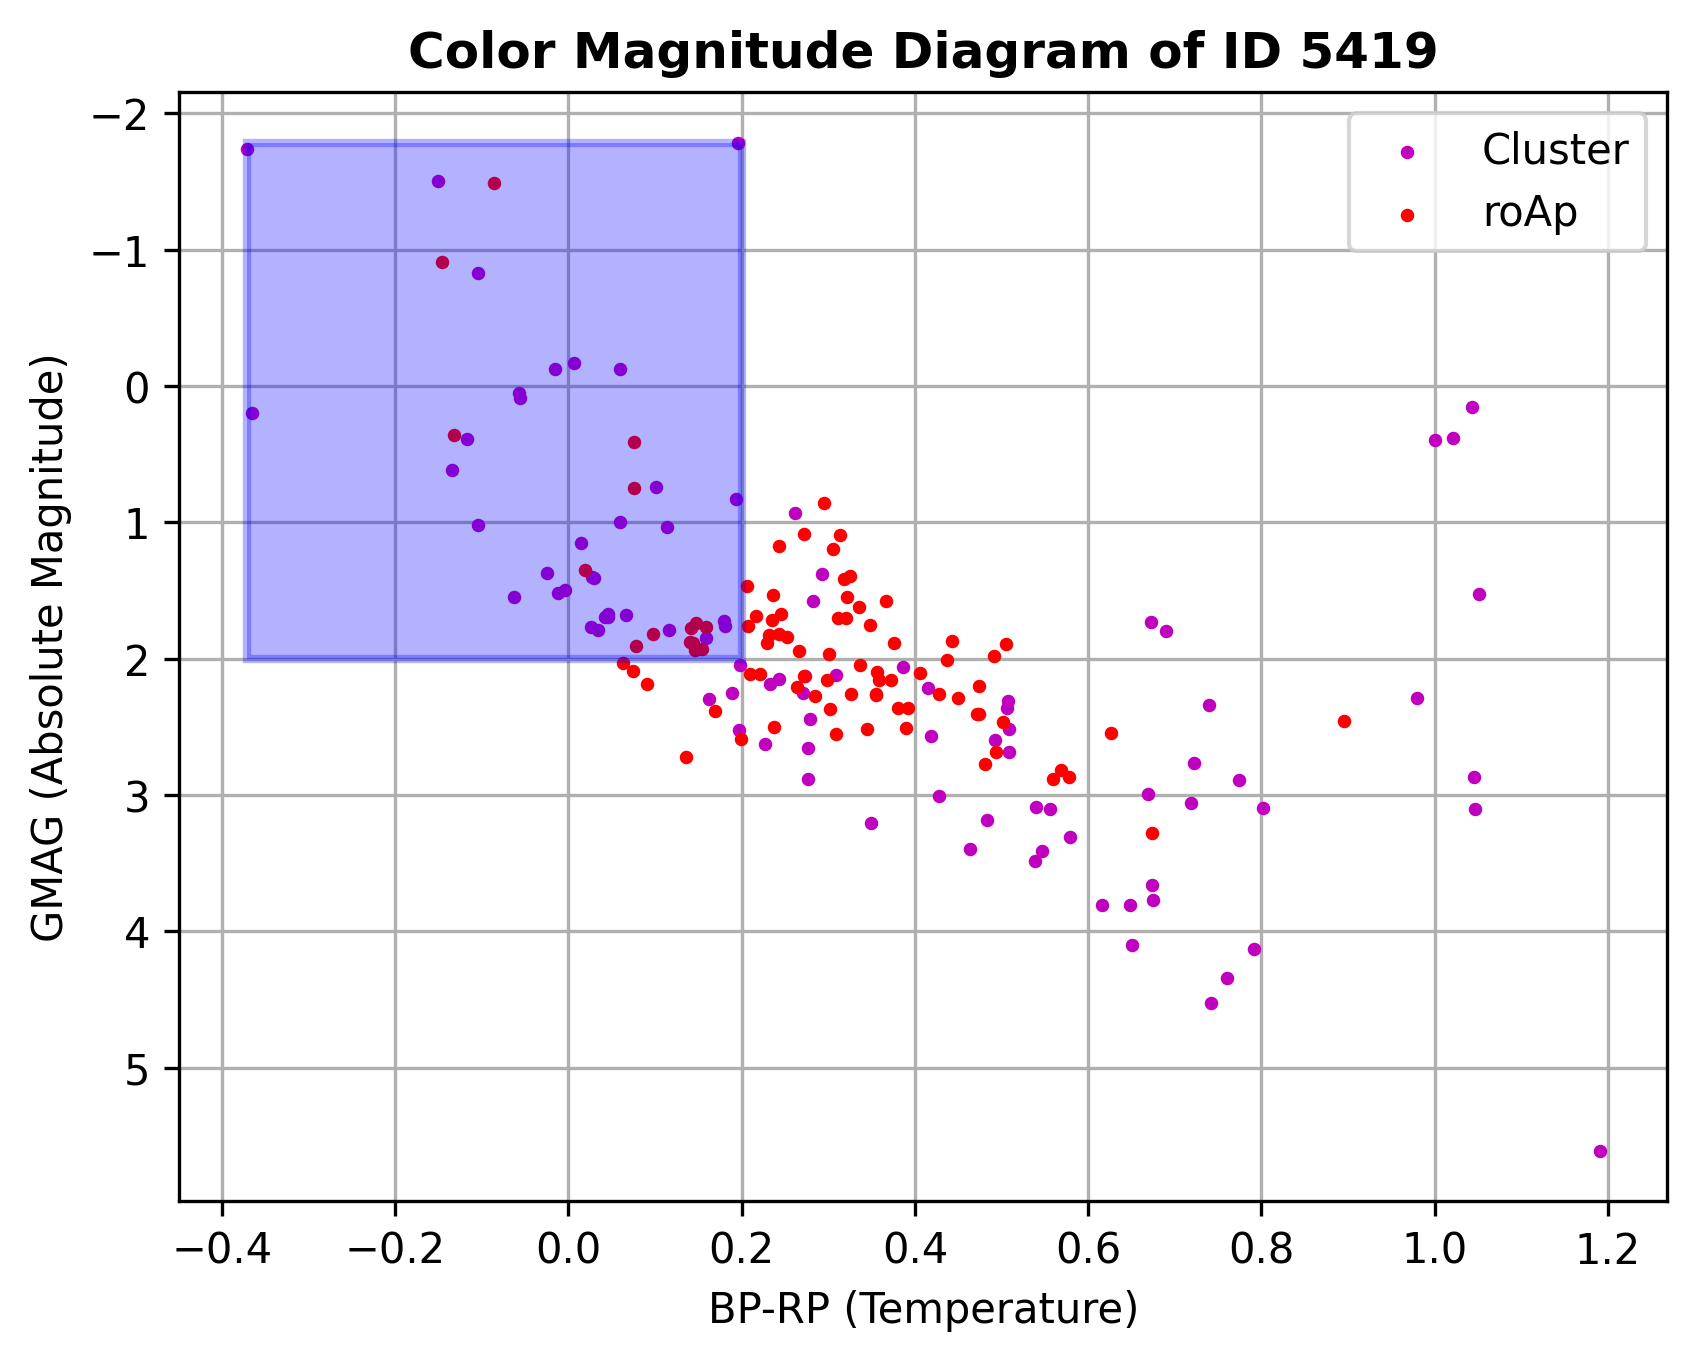 Color Magnitude Diagram of ID 5419
Cluster
roAp
GMAG (Absolute Magnitude)
−2
−1
0
1
2
3
4
5
−0.4 −0.2 0.0 0.2 0.4 0.6 0.8 1.0 1.2
BP-RP (Temperature)